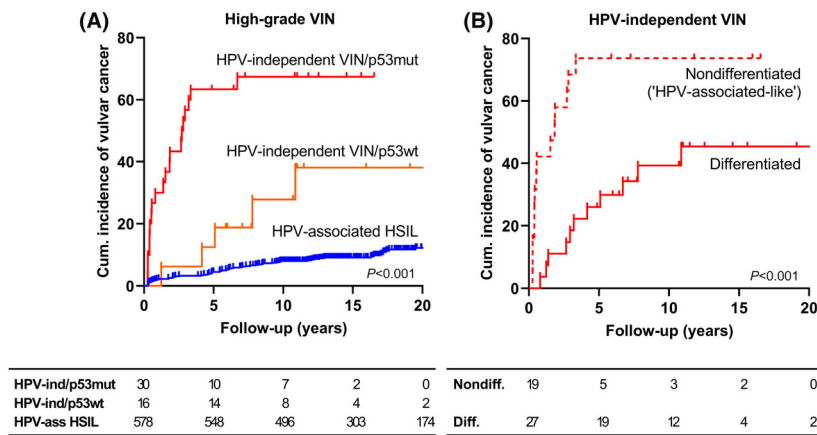 (A)
High-grade VIN
Cum. incidence of vulvar cancer
80
60
40
20
0
HPV-independent VIN/p53mut
HPV-independent VIN/p53wt
HPV-associated HSIL
P<0.001
0 5 10 15 20
Follow-up (years)
HPV-ind/p53mut 30 10 7 2 0
HPV-ind/p53wt 16 14 8 4 2
HPV-ass HSIL 578 548 496 303 174
(B)
HPV-independent VIN
Cum. incidence of vulvar cancer
80
60
40
20
0
Nondifferentiated
('HPV-associated-like')
Differentiated
P<0.001
0 5 10 15 20
Follow-up (years)
Nondiff. 19 5 3 2 0
Diff. 27 19 12 4 2